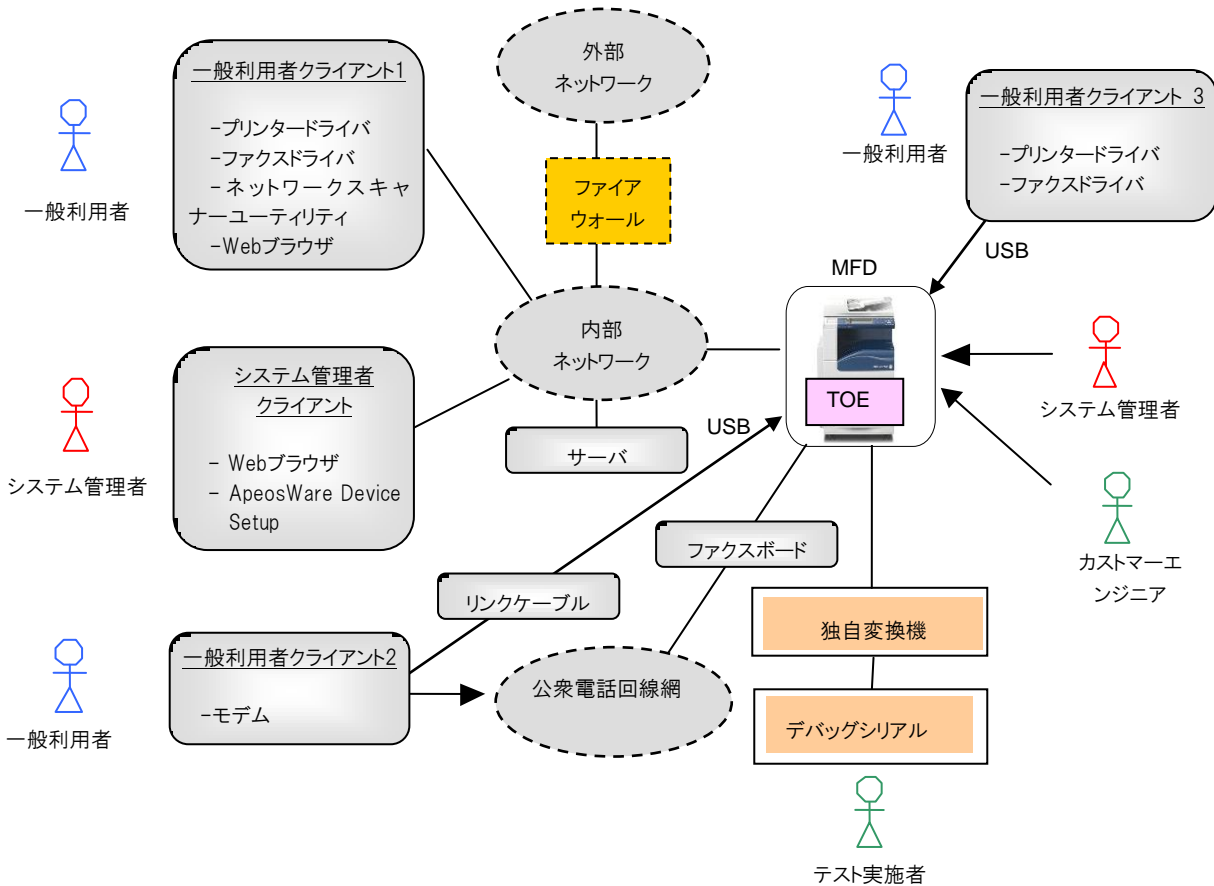 外部
ネットワーク
一般利用者クライアント1
-プリンタードライバ
-ファクスドライバ
-ネットワークスキャ
ナーユーティリティ
-Webブラウザ
一般利用者
一般利用者
一般利用者クライアント 3
-プリンタードライバ
-ファクスドライバ
ファイア
ウォール
USB
MFD
内部
ネットワーク
TOE
システム管理者
システム管理者
クライアント
- Webブラウザ
- ApeosWare Device
Setup
システム管理者
USB
サーバ
ファクスボード
カストマーエ
ンジニア
リンクケーブル
独自変換機
一般利用者クライアント2
-モデム
一般利用者
公衆電話回線網
デバッグシリアル
テスト実施者